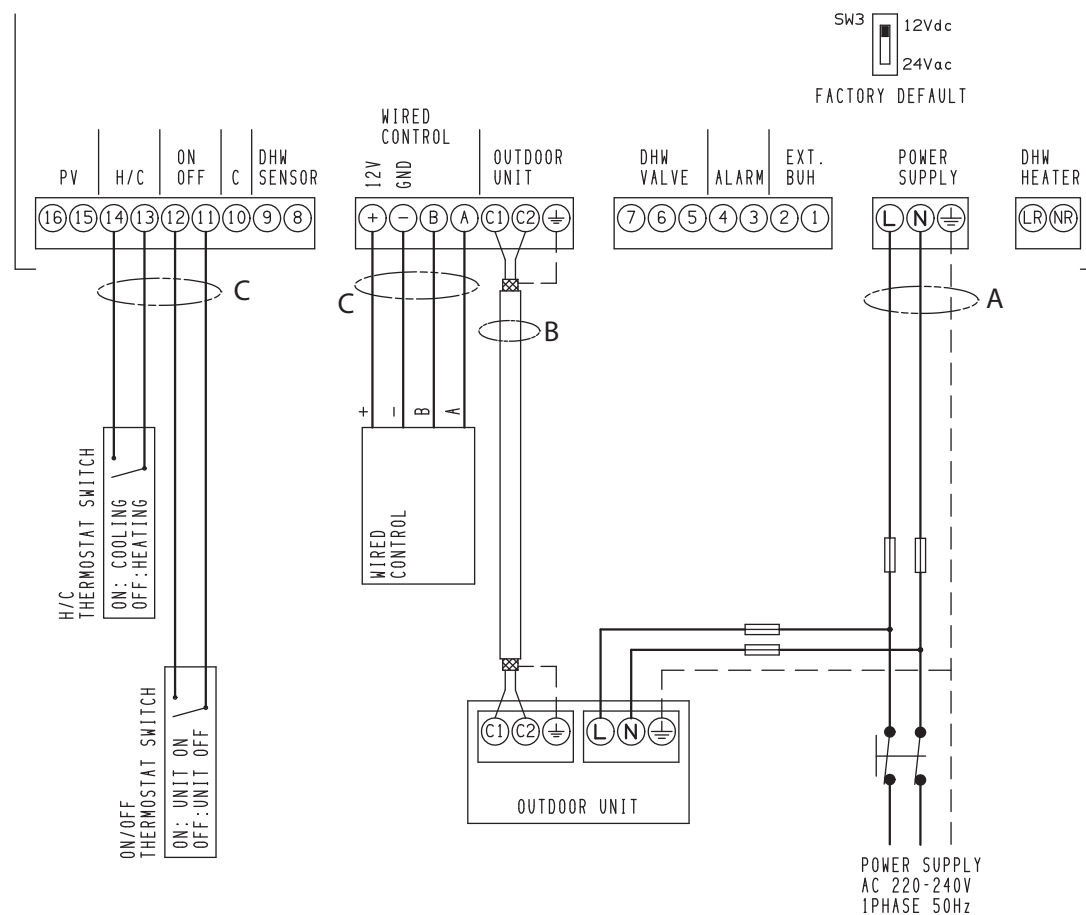 SW3
12Vdc
24Vac
FACTORY DEFAULT
PV
H/C
ON
OFF
C
DHW
SENSOR
WIRED
CONTROL
12V
GND
OUTDOOR
UNIT
DHW
VALVE
ALARM
EXT.
BUH
POWER
SUPPLY
DHW
HEATER
16 15 14 13 12 11 10 9 8
+ - B A C1 C2
7 6 5 4 3 2 1
L N
LR NR
C
C
B
A
+ - B A
WIRED
CONTROL
H/C
THERMOSTAT SWITCH
ON: COOLING
OFF:HEATING
ON/OFF
THERMOSTAT SWITCH
ON: UNIT ON
OFF:UNIT OFF
C1 C2
L N
OUTDOOR UNIT
POWER SUPPLY
AC 220-240V
1PHASE 50Hz